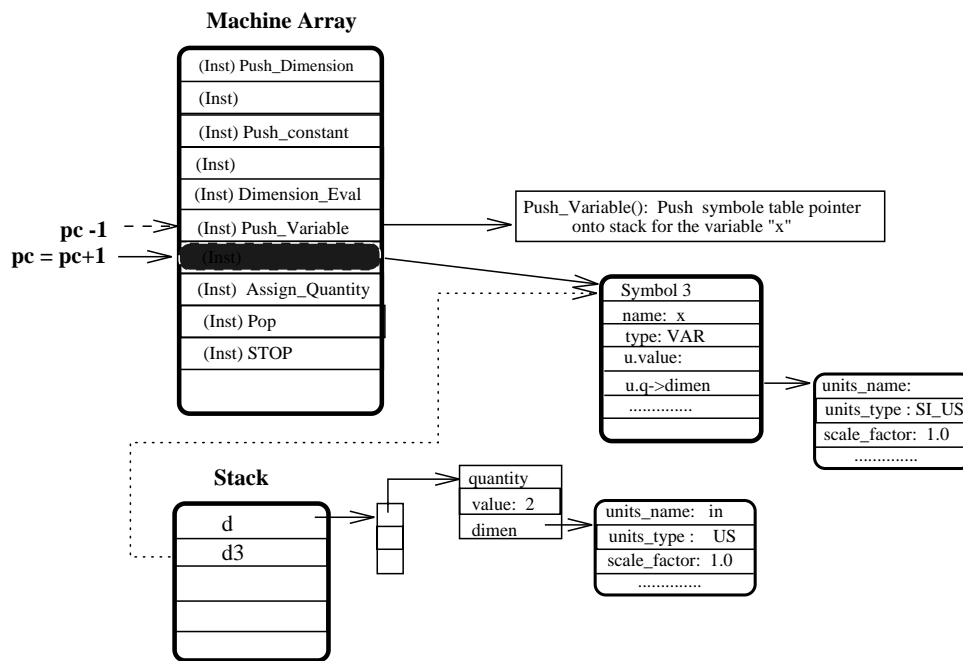 Machine Array
(Inst) Push_Dimension
(Inst)
(Inst) Push_constant
(Inst)
(Inst) Dimension_Eval
pc -1
(Inst) Push_Variable
Push_Variable(): Push symbole table pointer
onto stack for the variable "x"
pc = pc+1
(Inst)
(Inst) Assign_Quantity
(Inst) Pop
(Inst) STOP
Symbol 3
name: x
type: VAR
u.value:
u.q->dimen
..............
units_name:
units_type : SI_US
scale_factor: 1.0
..............
Stack
d
d3
quantity
value: 2
dimen
units_name: in
units_type : US
scale_factor: 1.0
..............